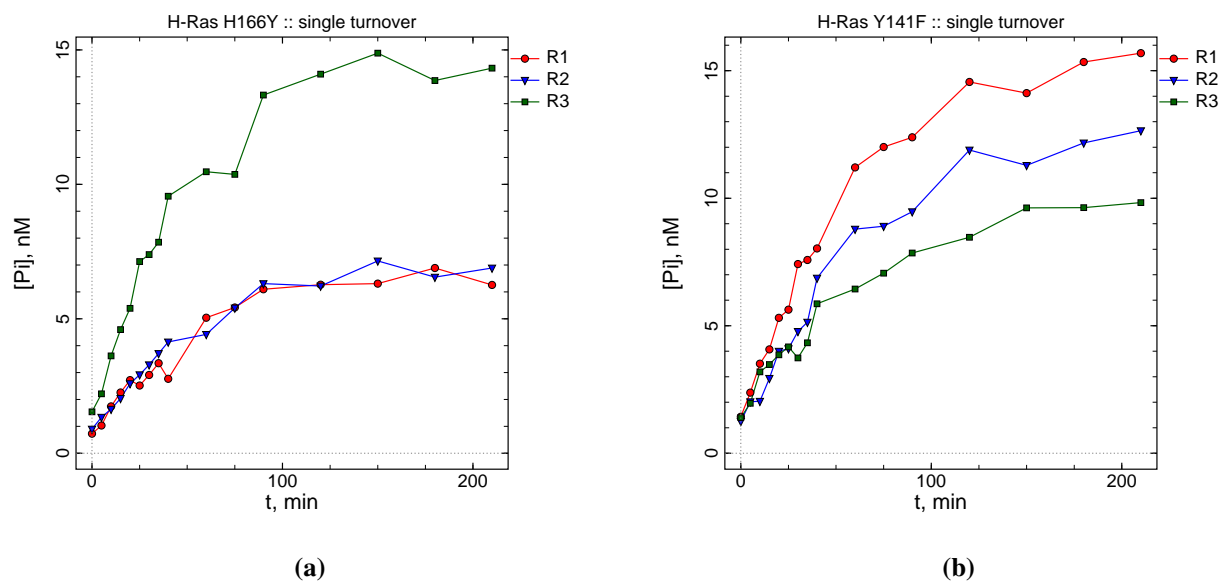 H-Ras H166Y :: single turnover
15
10
5
0
[Pi], nM
0
100
200
t, min
R1
R2
R3
(a)
H-Ras Y141F :: single turnover
15
10
5
0
[Pi], nM
0
100
200
t, min
R1
R2
R3
(b)